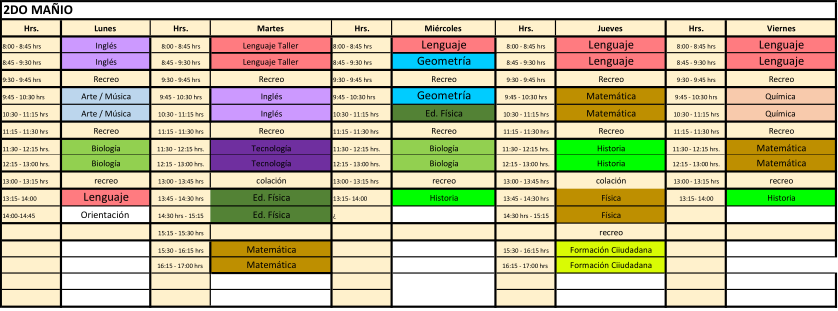 2DO MAÑIO
Hrs. Lunes Hrs. Martes Hrs. Miércoles Hrs. Jueves Hrs. Viernes
8:00 - 8:45 hrs Inglés 8:00 - 8:45 hrs Lenguaje Taller 8:00 - 8:45 hrs Lenguaje 8:00 - 8:45 hrs Lenguaje 8:00 - 8:45 hrs Lenguaje
8:45 - 9:30 hrs Inglés 8:45 - 9:30 hrs Lenguaje Taller 8:45 - 9:30 hrs Geometría 8:45 - 9:30 hrs Lenguaje 8:45 - 9:30 hrs Lenguaje
9:30 - 9:45 hrs Recreo 9:30 - 9:45 hrs Recreo 9:30 - 9:45 hrs Recreo 9:30 - 9:45 hrs Recreo 9:30 - 9:45 hrs Recreo
9:45 - 10:30 hrs Arte / Música 9:45 - 10:30 hrs Inglés 9:45 - 10:30 hrs Geometría 9:45 - 10:30 hrs Matemática 9:45 - 10:30 hrs Química
10:30 - 11:15 hrs Arte / Música 10:30 - 11:15 hrs Inglés 10:30 - 11:15 hrs Ed. Física 10:30 - 11:15 hrs Matemática 10:30 - 11:15 hrs Química
11:15 - 11:30 hrs Recreo 11:15 - 11:30 hrs Recreo 11:15 - 11:30 hrs Recreo 11:15 - 11:30 hrs Recreo 11:15 - 11:30 hrs Recreo
11:30 - 12:15 hrs. Biología 11:30 - 12:15 hrs. Tecnología 11:30 - 12:15 hrs. Biología 11:30 - 12:15 hrs. Historia 11:30 - 12:15 hrs. Matemática
12:15 - 13:00 hrs. Biología 12:15 - 13:00 hrs. Tecnología 12:15 - 13:00 hrs. Biología 12:15 - 13:00 hrs. Historia 12:15 - 13:00 hrs. Matemática
13:00 - 13:15 hrs recreo 13:00 - 13:45 hrs colación 13:00 - 13:15 hrs recreo 13:00 - 13:45 hrs colación 13:00 - 13:15 hrs recreo
13:15- 14:00 Lenguaje 13:45 - 14:30 hrs Ed. Física 13:15- 14:00 Historia 13:45 - 14:30 hrs Física 13:15- 14:00 Historia
14:00-14:45 Orientación 14:30 hrs - 15:15 Ed. Física ¿ 14:30 hrs - 15:15 Física
15:15 - 15:30 hrs recreo
15:30 - 16:15 hrs Matemática 15:30 - 16:15 hrs Formación Ciiudadana
16:15 - 17:00 hrs Matemática 16:15 - 17:00 hrs Formación Ciiudadana